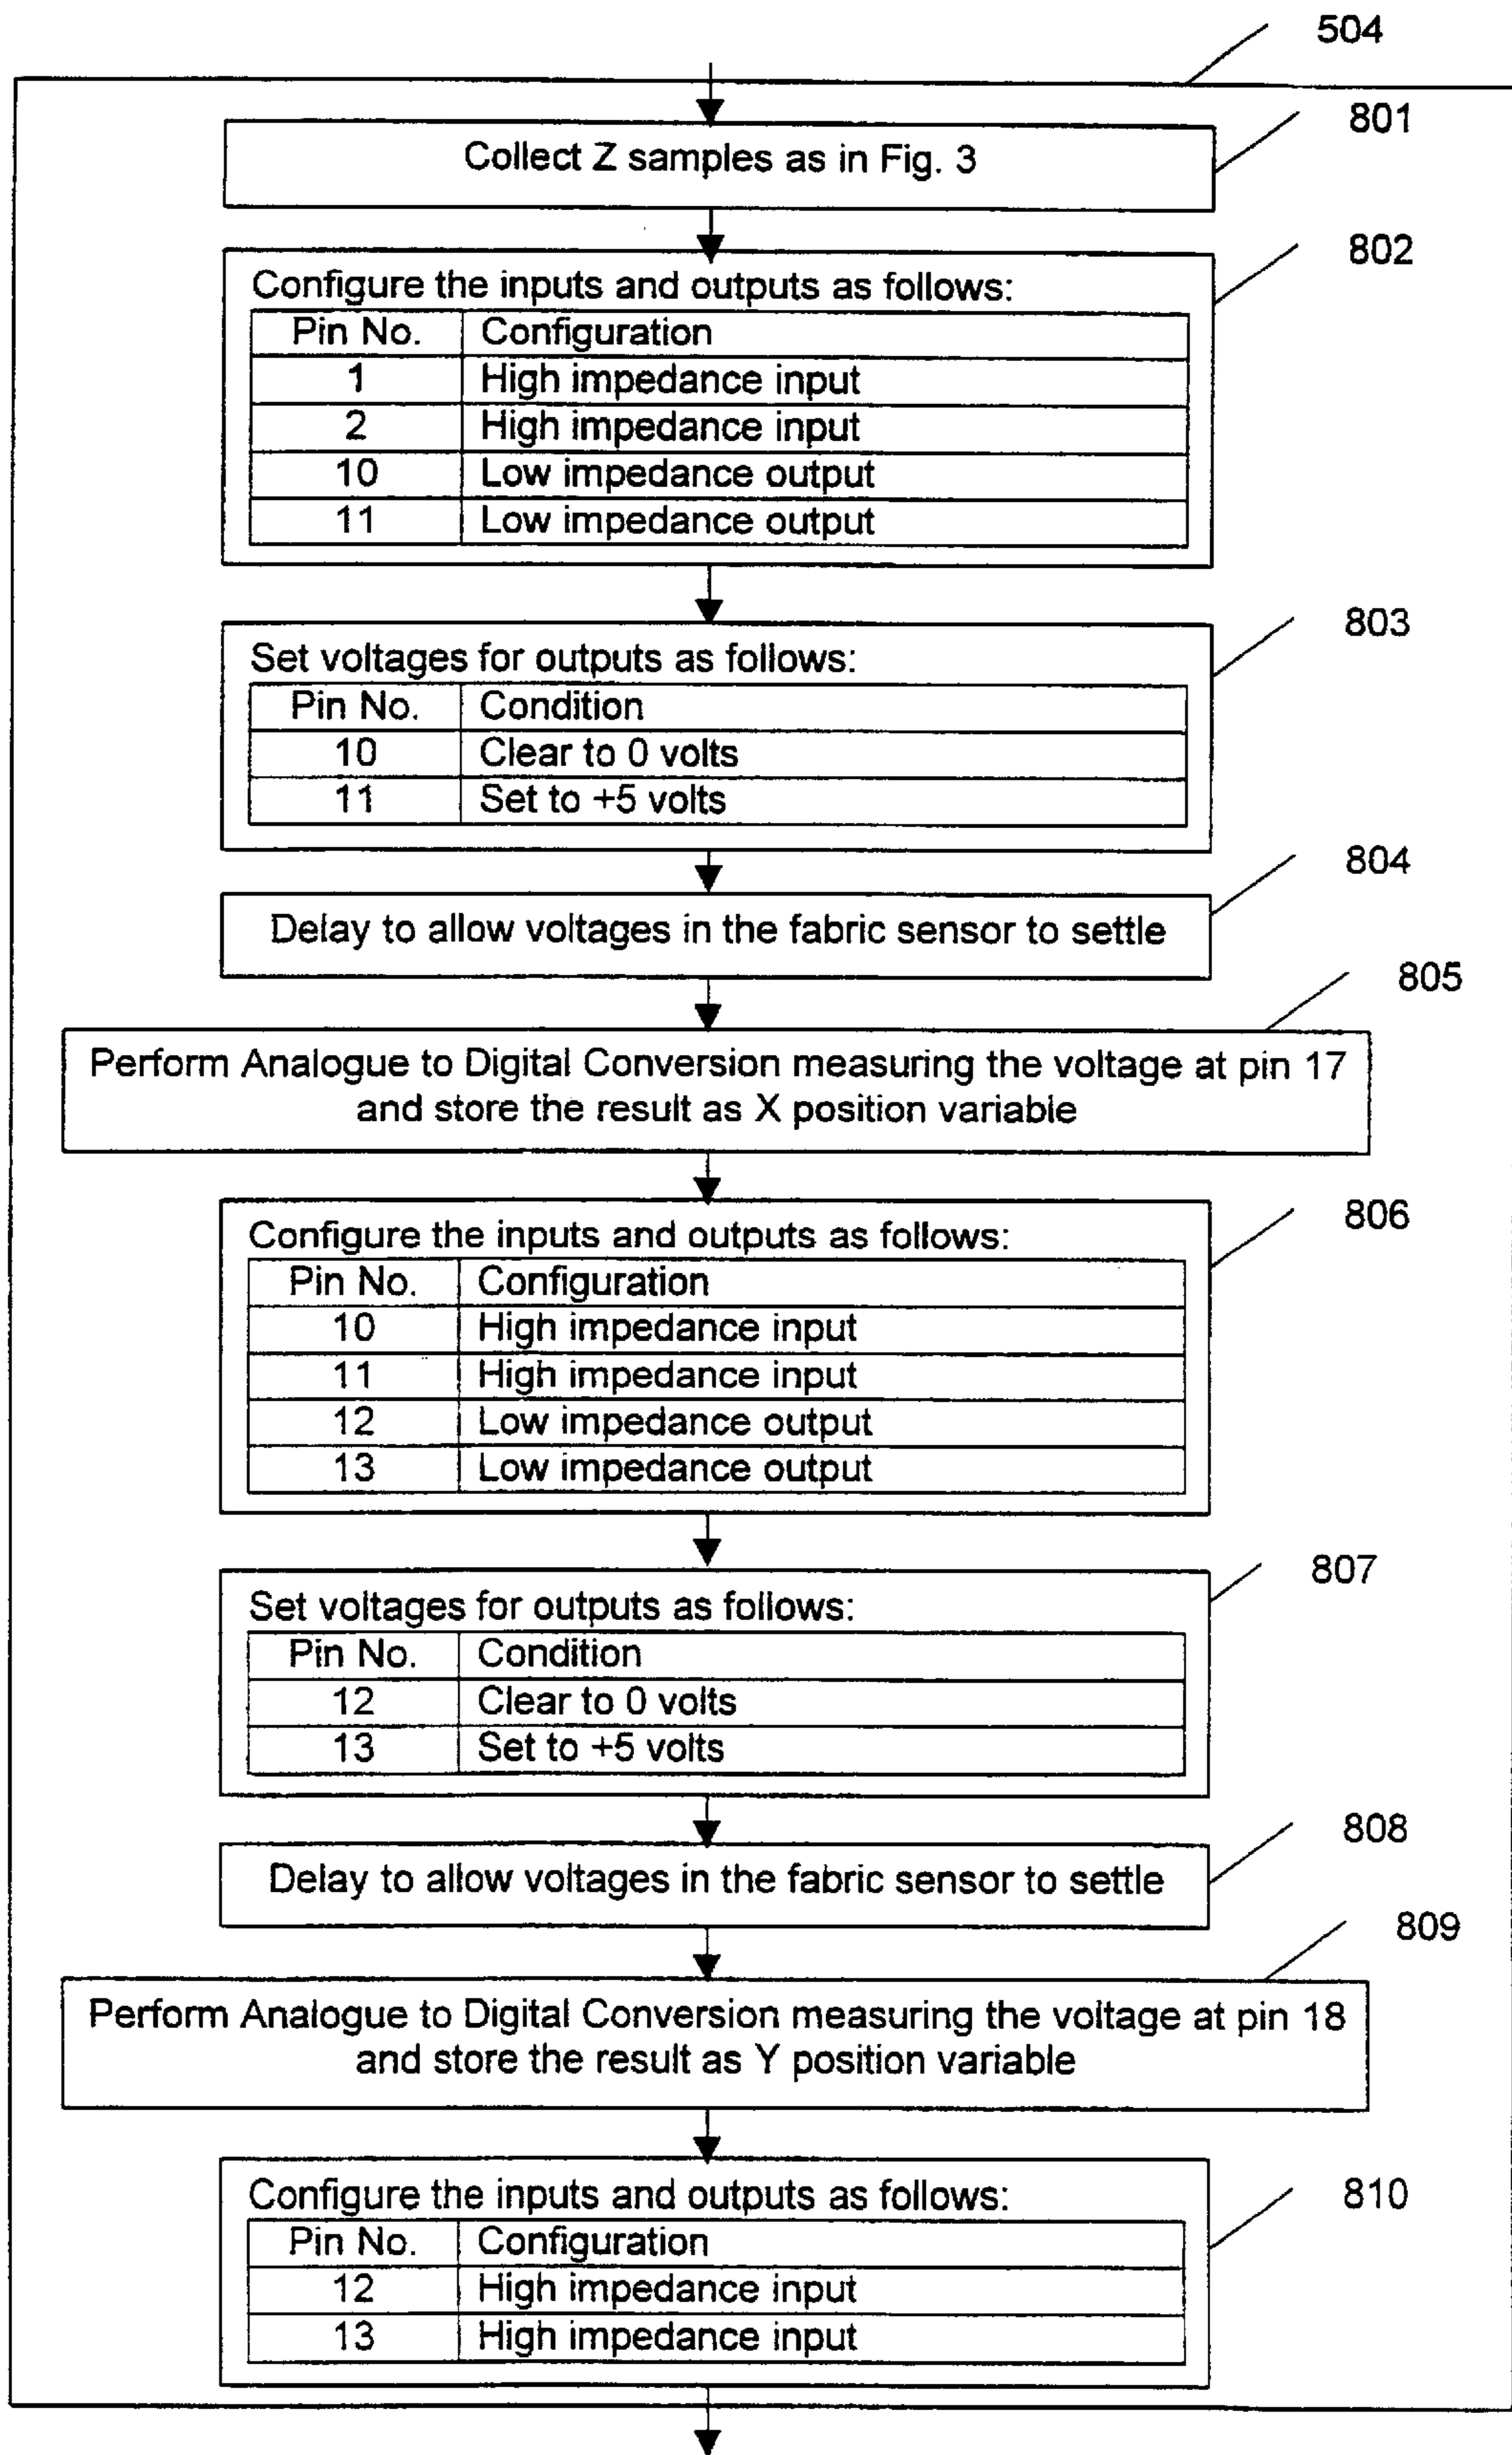 504
801
Collect Z samples as in Fig. 3
802
Configure the inputs and outputs as follows:
Pin No. Configuration
1 High impedance input
2 High impedance input
10 Low impedance output
11 Low impedance output
803
Set voltages for outputs as follows:
Pin No. Condition
10 Clear to 0 volts
11 Set to +5 volts
804
Delay to allow voltages in the fabric sensor to settle
805
Perform Analogue to Digital Conversion measuring the voltage at pin 17
and store the result as X position variable
806
Configure the inputs and outputs as follows:
Pin No. Configuration
10 High impedance input
11 High impedance input
12 Low impedance output
13 Low impedance output
807
Set voltages for outputs as follows:
Pin No. Condition
12 Clear to 0 volts
13 Set to +5 volts
808
Delay to allow voltages in the fabric sensor to settle
809
Perform Analogue to Digital Conversion measuring the voltage at pin 18
and store the result as Y position variable
810
Configure the inputs and outputs as follows:
Pin No. Configuration
12 High impedance input
13 High impedance input